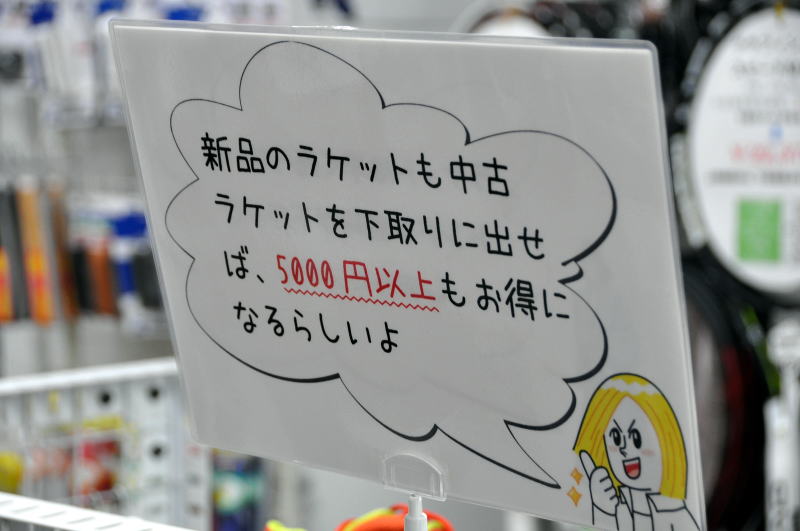 新品のラケットも中古
ラケットを下取りに出せ
ば、5000円以上もお得に
なるらしいよ